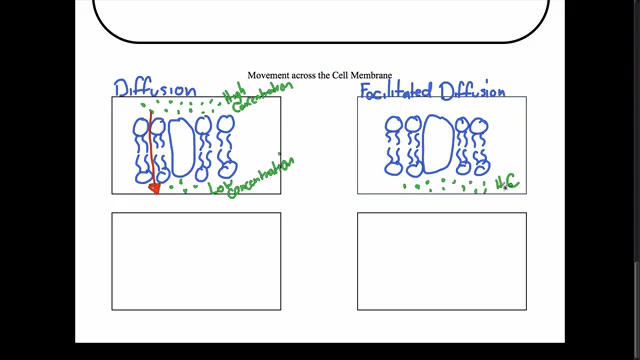 Movement across the Cell Membrane
Diffusion
High
Concentration
Low
Concentration
Facilitated Diffusion
H.C